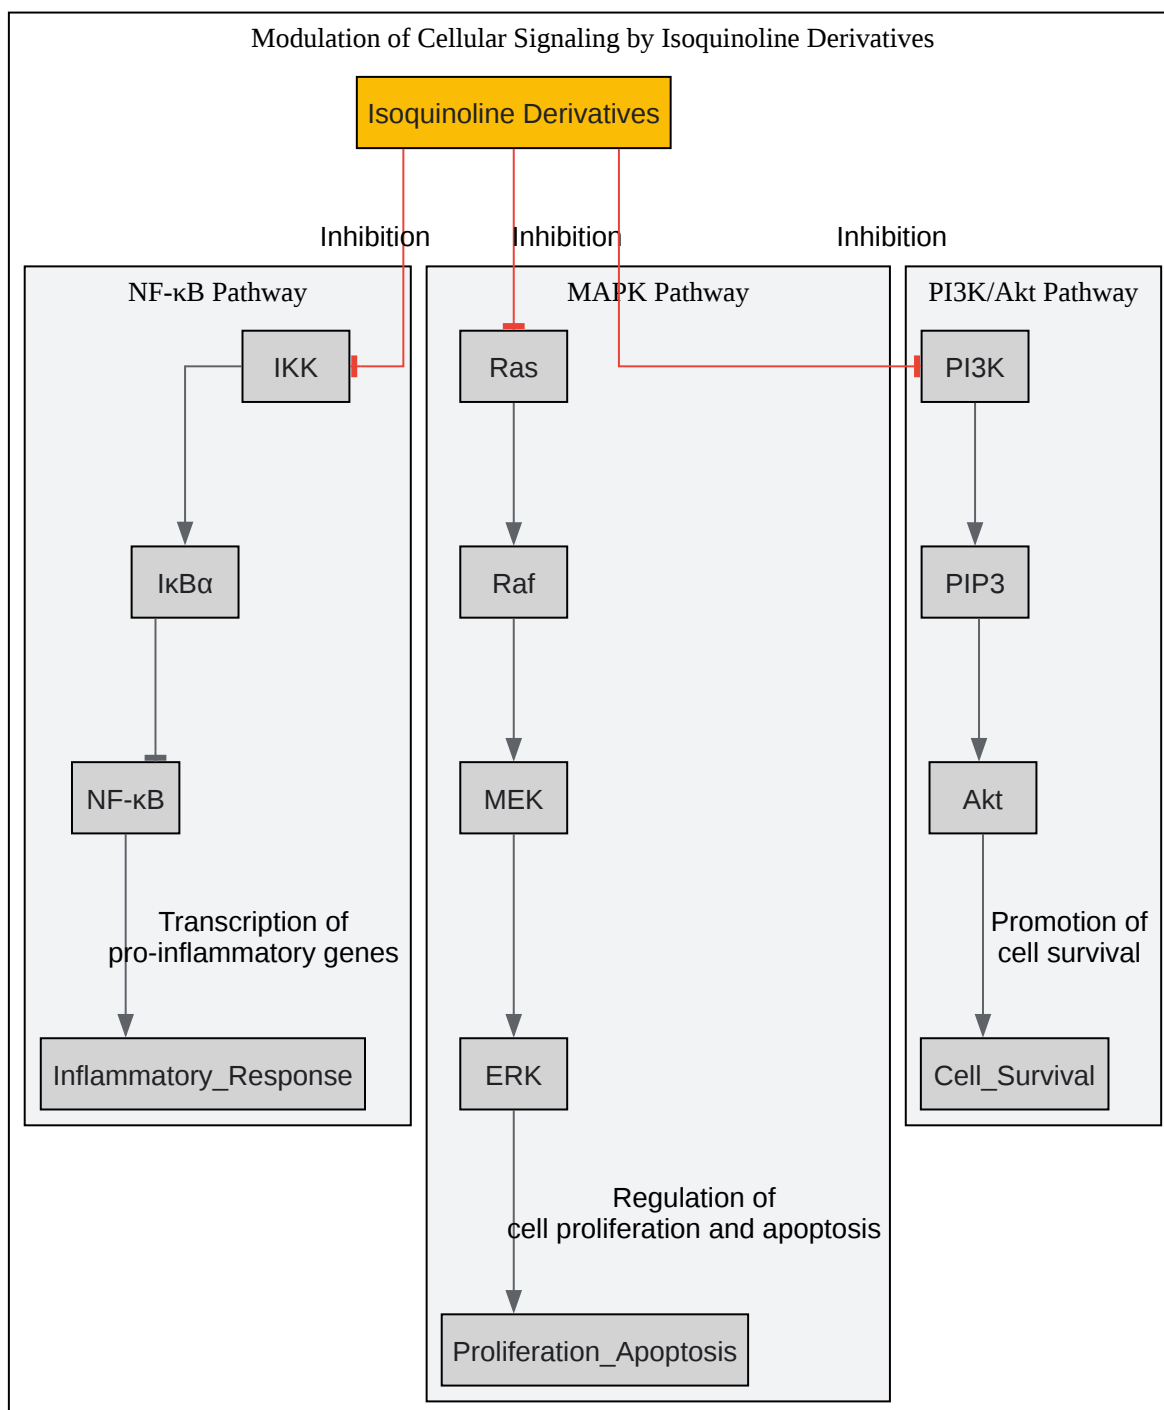 Modulation of Cellular Signaling by Isoquinoline Derivatives
Isoquinoline Derivatives
Inhibition
Inhibition
Inhibition
NF-κB Pathway
IKK
IκBα
NF-κB
Transcription of
pro-inflammatory genes
Inflammatory_Response
MAPK Pathway
Ras
Raf
MEK
ERK
Regulation of
cell proliferation and apoptosis
Proliferation_Apoptosis
PI3K/Akt Pathway
PI3K
PIP3
Akt
Promotion of
cell survival
Cell_Survival